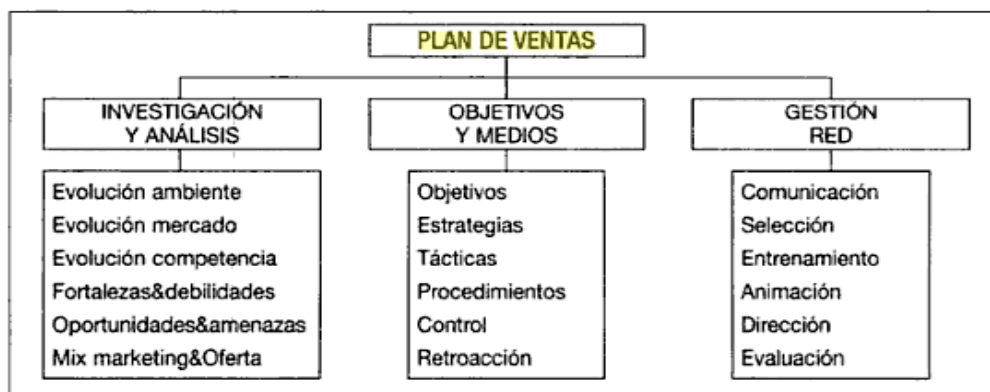 PLAN DE VENTAS
INVESTIGACIÓN
Y ANÁLISIS
Evolución ambiente
Evolución mercado
Evolución competencia
Fortalezas&debilidades
Oportunidades&amenazas
Mix marketing&Oferta
OBJETIVOS
Y MEDIOS
Objetivos
Estrategias
Tácticas
Procedimientos
Control
Retroacción
GESTIÓN
RED
Comunicación
Selección
Entrenamiento
Animación
Dirección
Evaluación